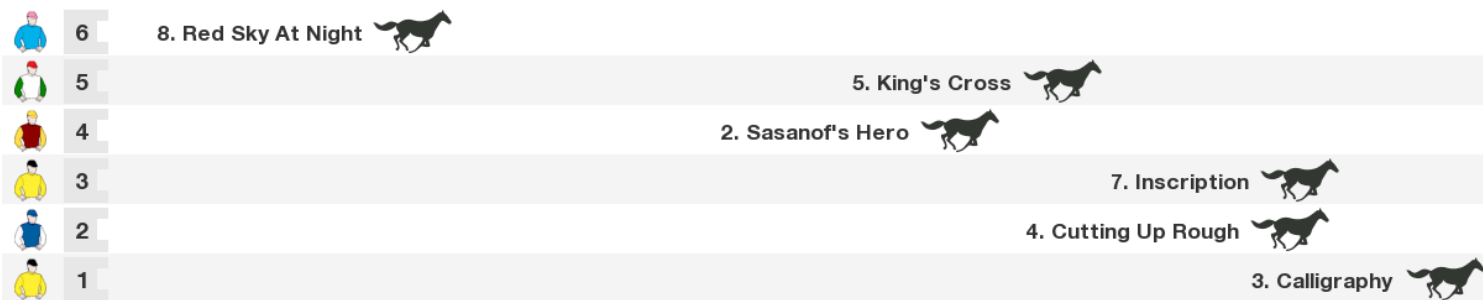 6 8. Red Sky At Night
5 5. King's Cross
4 2. Sasanof's Hero
3 7. Inscription
2 4. Cutting Up Rough
1 3. Calligraphy